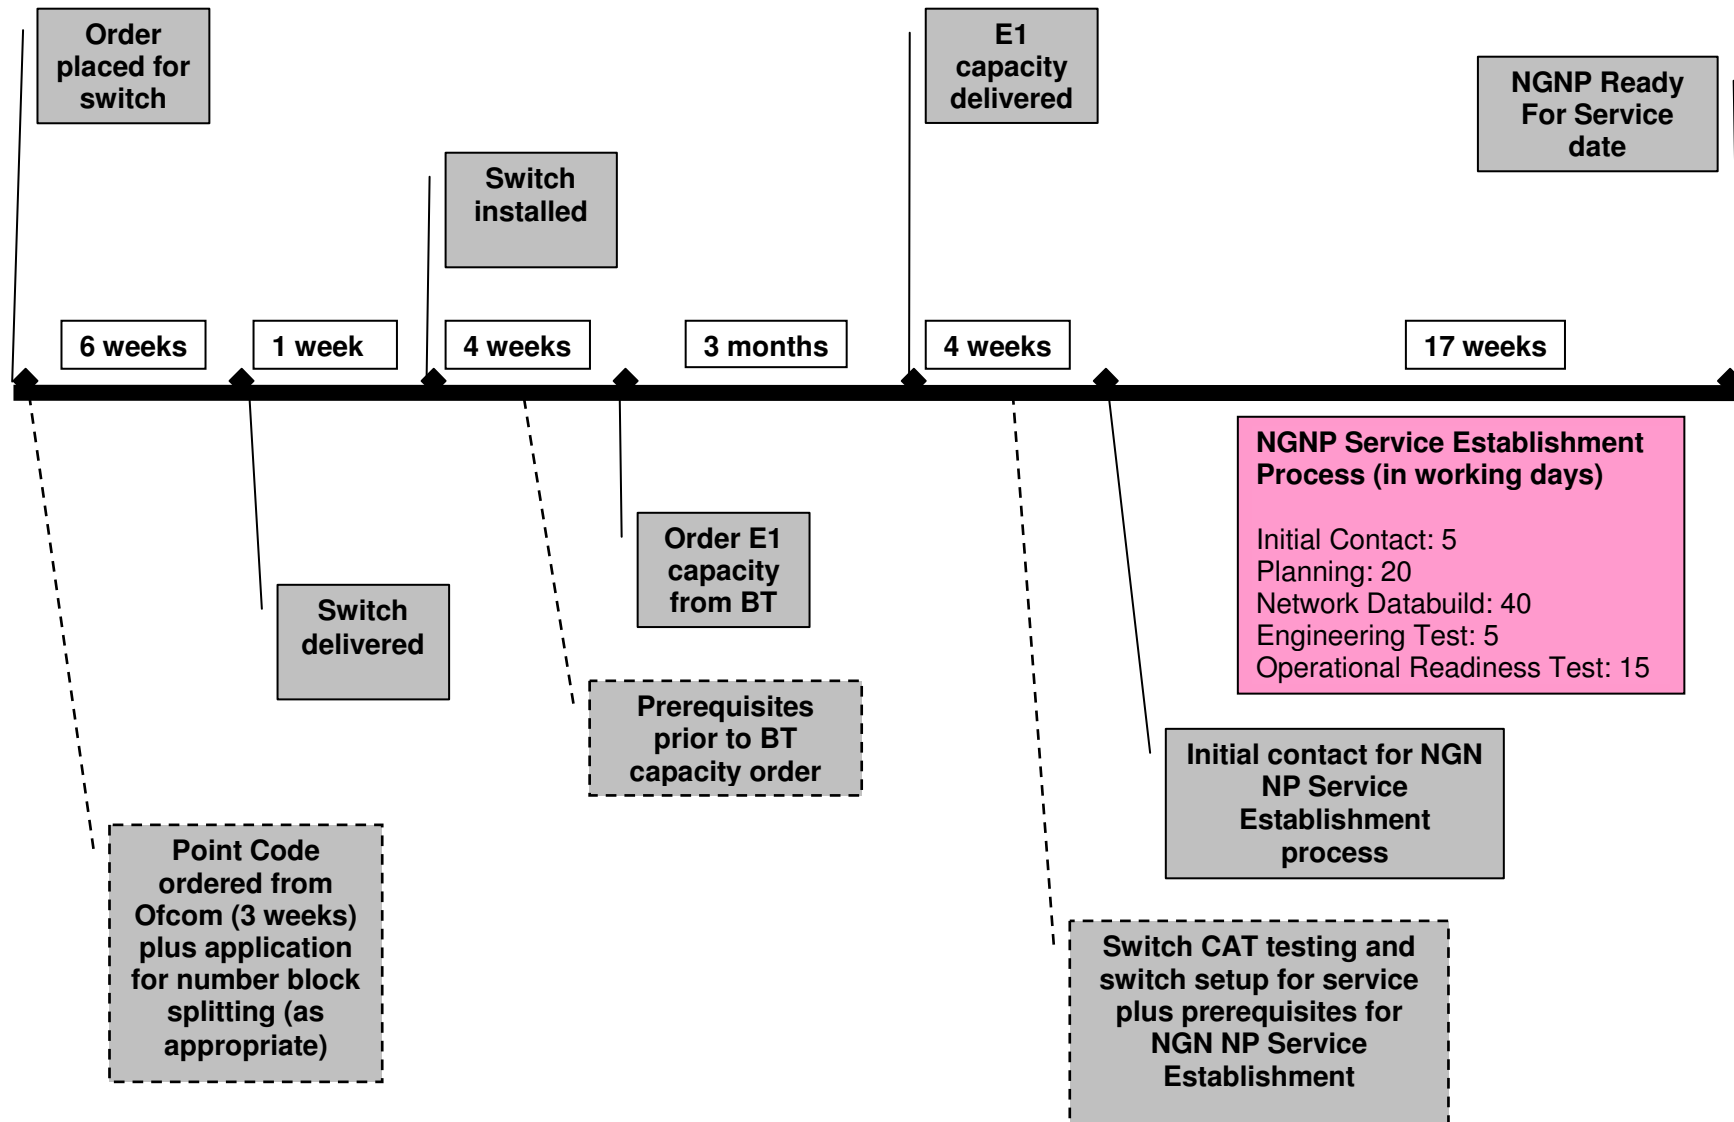 Order
placed for
switch
E1
capacity
delivered
NGNP Ready
For Service
date
Switch
installed
6 weeks
1 week
4 weeks
3 months
4 weeks
17 weeks
NGNP Service Establishment
Process (in working days)
Initial Contact: 5
Planning: 20
Network Databuild: 40
Engineering Test: 5
Operational Readiness Test: 15
Order E1
capacity
from BT
Switch
delivered
Prerequisites
prior to BT
capacity order
Initial contact for NGN
NP Service
Establishment
process
Point Code
ordered from
Ofcom (3 weeks)
plus application
for number block
splitting (as
appropriate)
Switch CAT testing and
switch setup for service
plus prerequisites for
NGN NP Service
Establishment